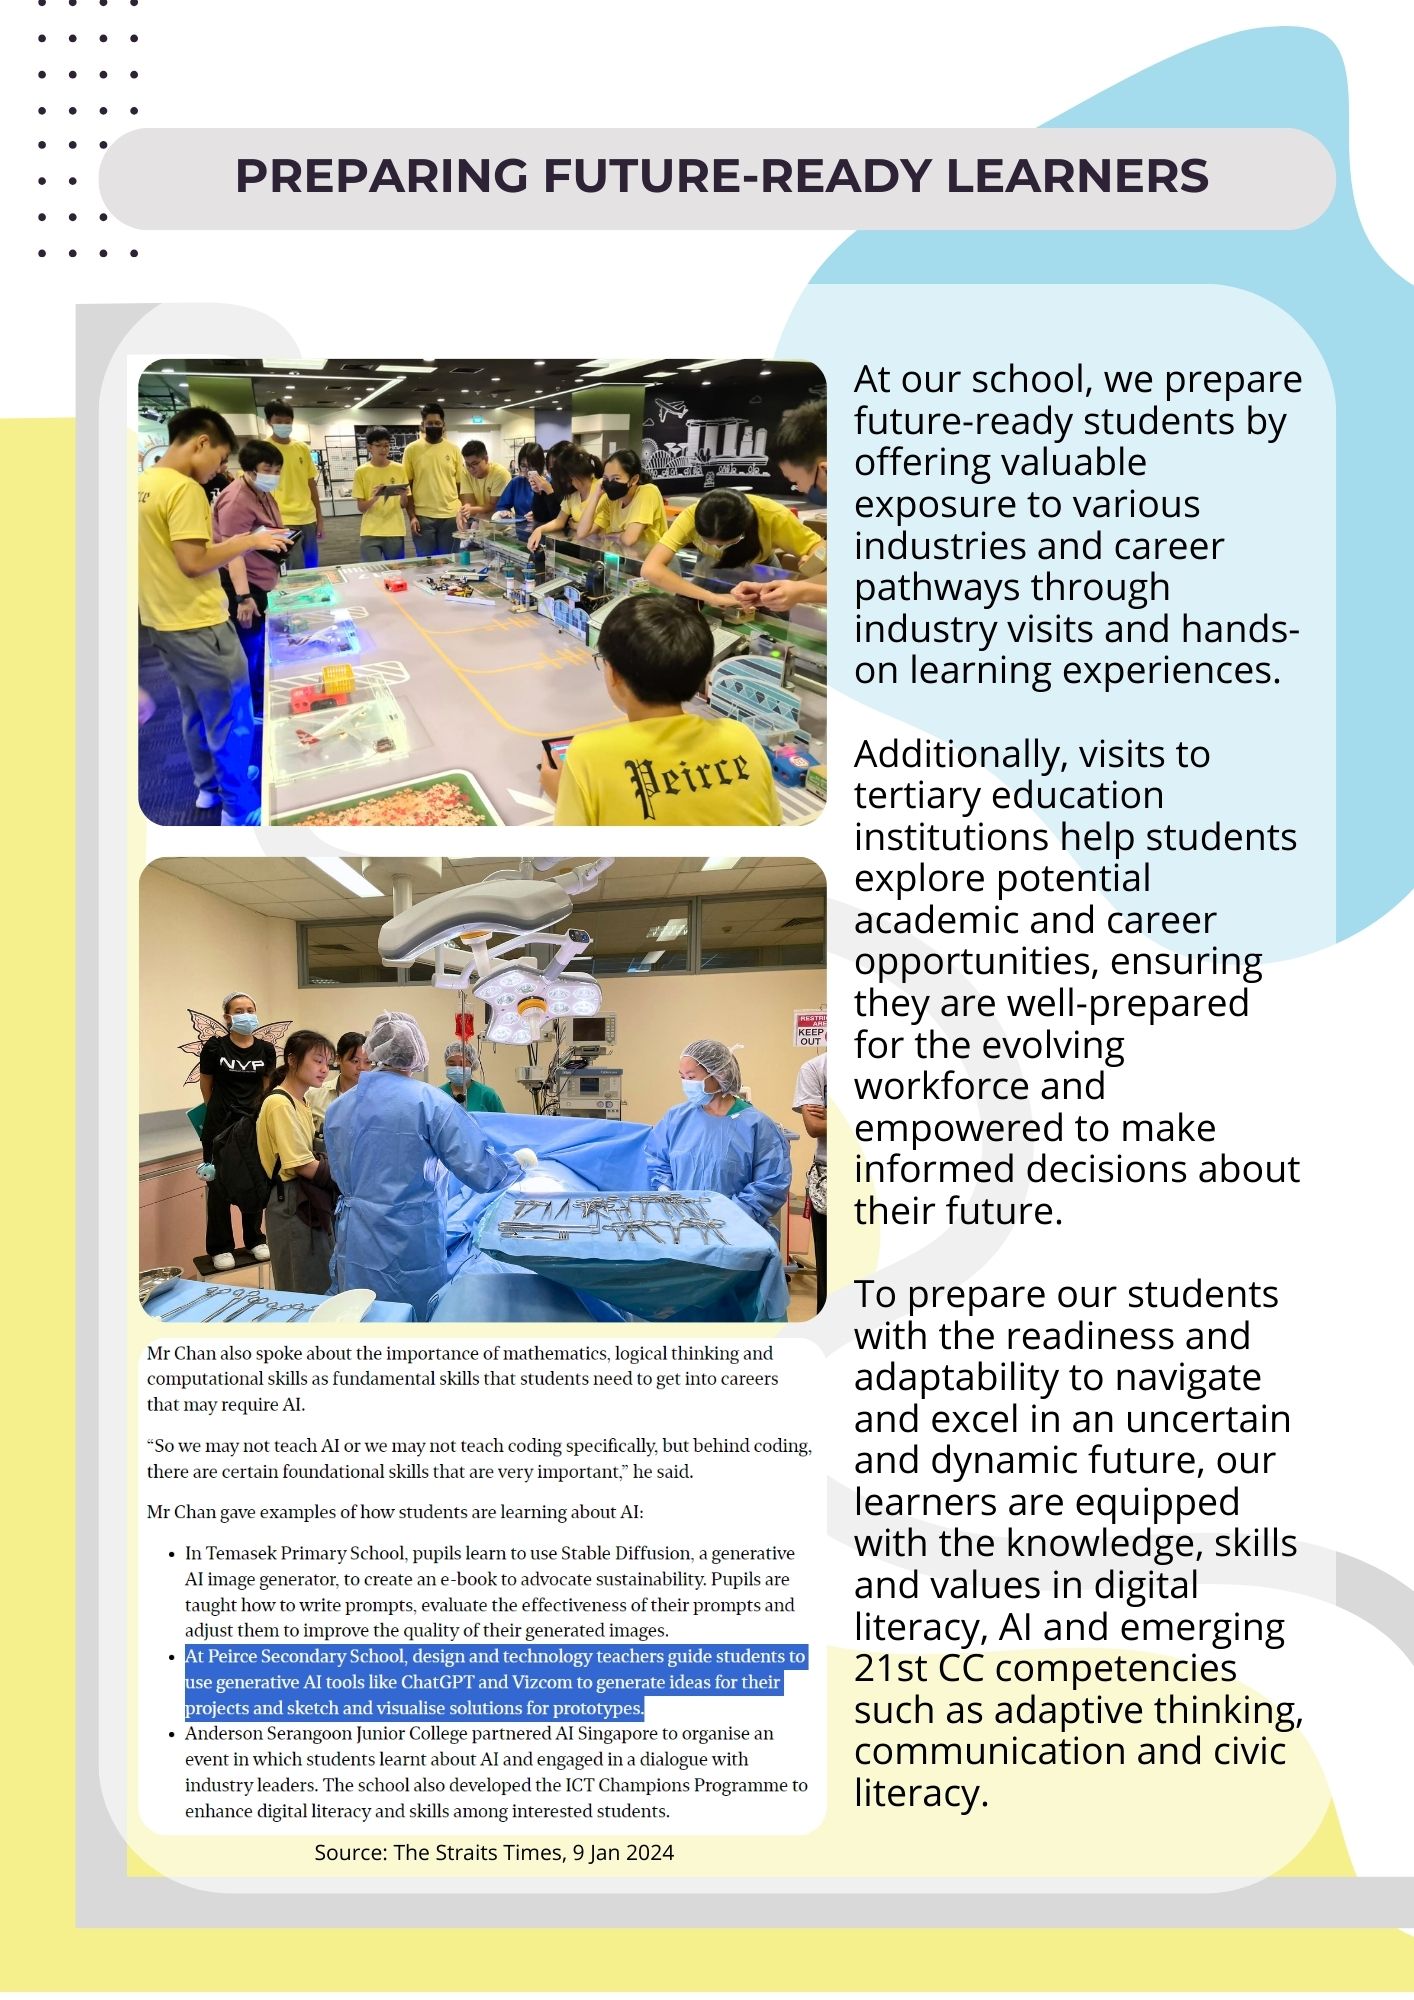 PREPARING FUTURE-READY LEARNERS
Peirce
NYP
RESTRI
ARE
KEEP
OUT
Mr Chan also spoke about the importance of mathematics, logical thinking and
computational skills as fundamental skills that students need to get into careers
that may require AI.
“So we may not teach AI or we may not teach coding specifically, but behind coding,
there are certain foundational skills that are very important,” he said.
Mr Chan gave examples of how students are learning about AI:
• In Temasek Primary School, pupils learn to use Stable Diffusion, a generative
AI image generator, to create an e-book to advocate sustainability. Pupils are
taught how to write prompts, evaluate the effectiveness of their prompts and
adjust them to improve the quality of their generated images.
• At Peirce Secondary School, design and technology teachers guide students to
use generative AI tools like ChatGPT and Vizcom to generate ideas for their
projects and sketch and visualise solutions for prototypes.
• Anderson Serangoon Junior College partnered AI Singapore to organise an
event in which students learnt about AI and engaged in a dialogue with
industry leaders. The school also developed the ICT Champions Programme to
enhance digital literacy and skills among interested students.
Source: The Straits Times, 9 Jan 2024
At our school, we prepare
future-ready students by
offering valuable
exposure to various
industries and career
pathways through
industry visits and hands-
on learning experiences.
Additionally, visits to
tertiary education
institutions help students
explore potential
academic and career
opportunities, ensuring
they are well-prepared
for the evolving
workforce and
empowered to make
informed decisions about
their future.
To prepare our students
with the readiness and
adaptability to navigate
and excel in an uncertain
and dynamic future, our
learners are equipped
with the knowledge, skills
and values in digital
literacy, AI and emerging
21st CC competencies
such as adaptive thinking,
communication and civic
literacy.